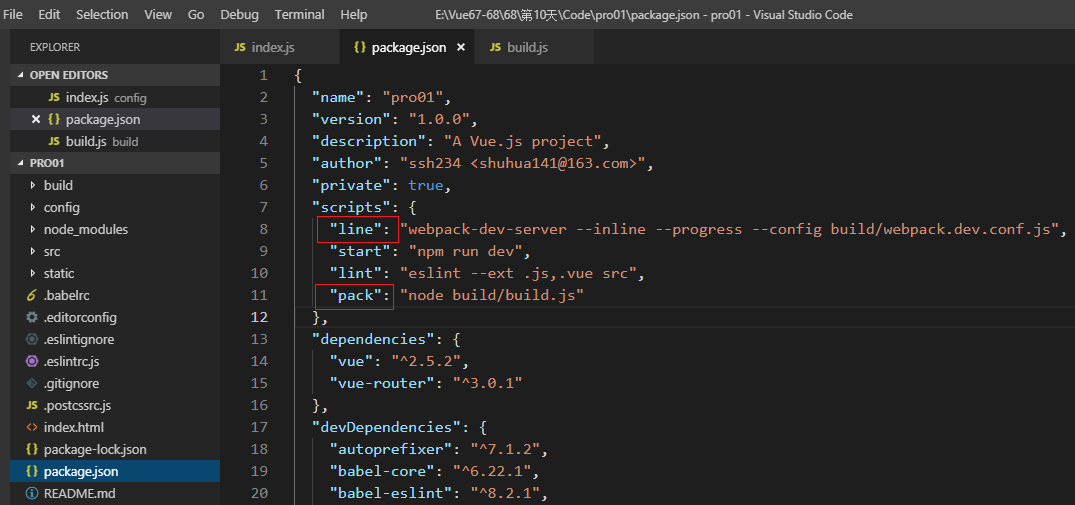 File Edit Selection View Go Debug Terminal Help E:\Vue67-68\68\第10天\Code\pro01\package.json - pro01 - Visual Studio Code
EXPLORER
OPEN EDITORS
JS index.js config
{} package.json
JS build.js build
PRO01
build
config
node_modules
src
static
.babelrc
.editorconfig
.eslintignore
.eslintrc.js
.gitignore
JS .postcssrc.js
<> index.html
{} package-lock.json
{} package.json
README.md
JS index.js {} package.json × JS build.js
1 {
2 "name": "pro01",
3 "version": "1.0.0",
4 "description": "A Vue.js project",
5 "author": "ssh234 <shuhua141@163.com>",
6 "private": true,
7 "scripts": {
8 "line": "webpack-dev-server --inline --progress --config build/webpack.dev.conf.js",
9 "start": "npm run dev",
10 "lint": "eslint --ext .js,.vue src",
11 "pack": "node build/build.js"
12 },
13 "dependencies": {
14 "vue": "^2.5.2",
15 "vue-router": "^3.0.1"
16 },
17 "devDependencies": {
18 "autoprefixer": "^7.1.2",
19 "babel-core": "^6.22.1",
20 "babel-eslint": "^8.2.1",